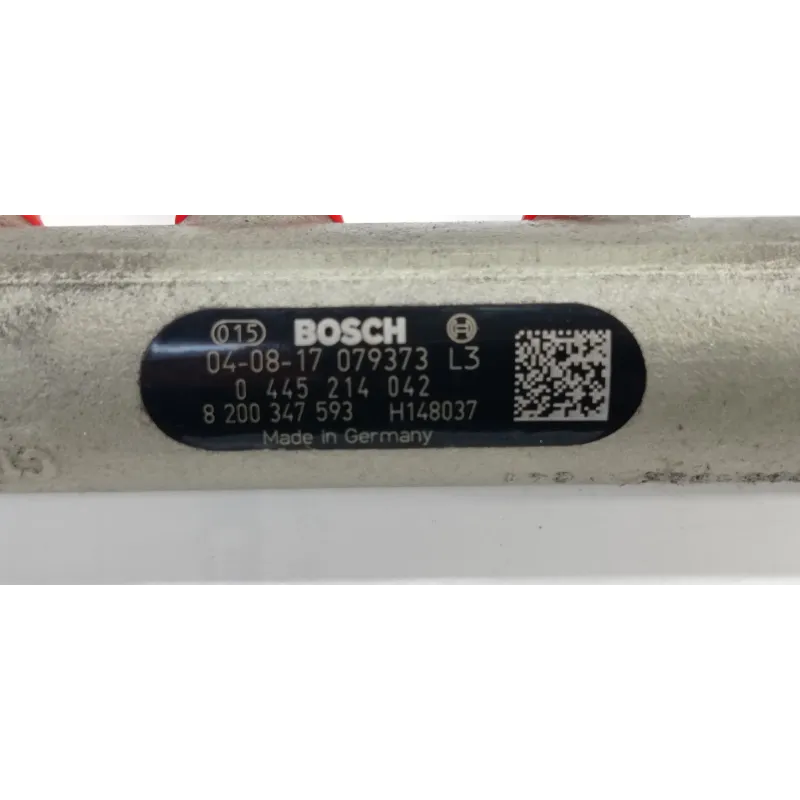 015 BOSCH
04-08-17 079373 L3
0 445 214 042
8 200 347 593 H148037
Made in Germany